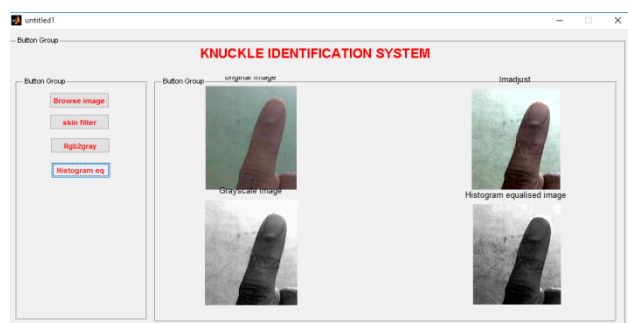 untitled1
Button Group
KNUCKLE IDENTIFICATION SYSTEM
Button Group
Browse image
skin filter
Rgb2gray
Histogram eq
Button Group
original image
Imadjust
Grayscale image
Histogram equalised image